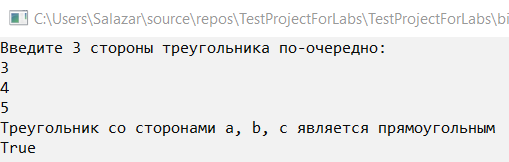 C:\Users\Salazar\source\repos\TestProjectForLabs\TestProjectForLabs\bi
Введите 3 стороны треугольника по-очередно:
3
4
5
Треугольник со сторонами a, b, c является прямоугольным
True